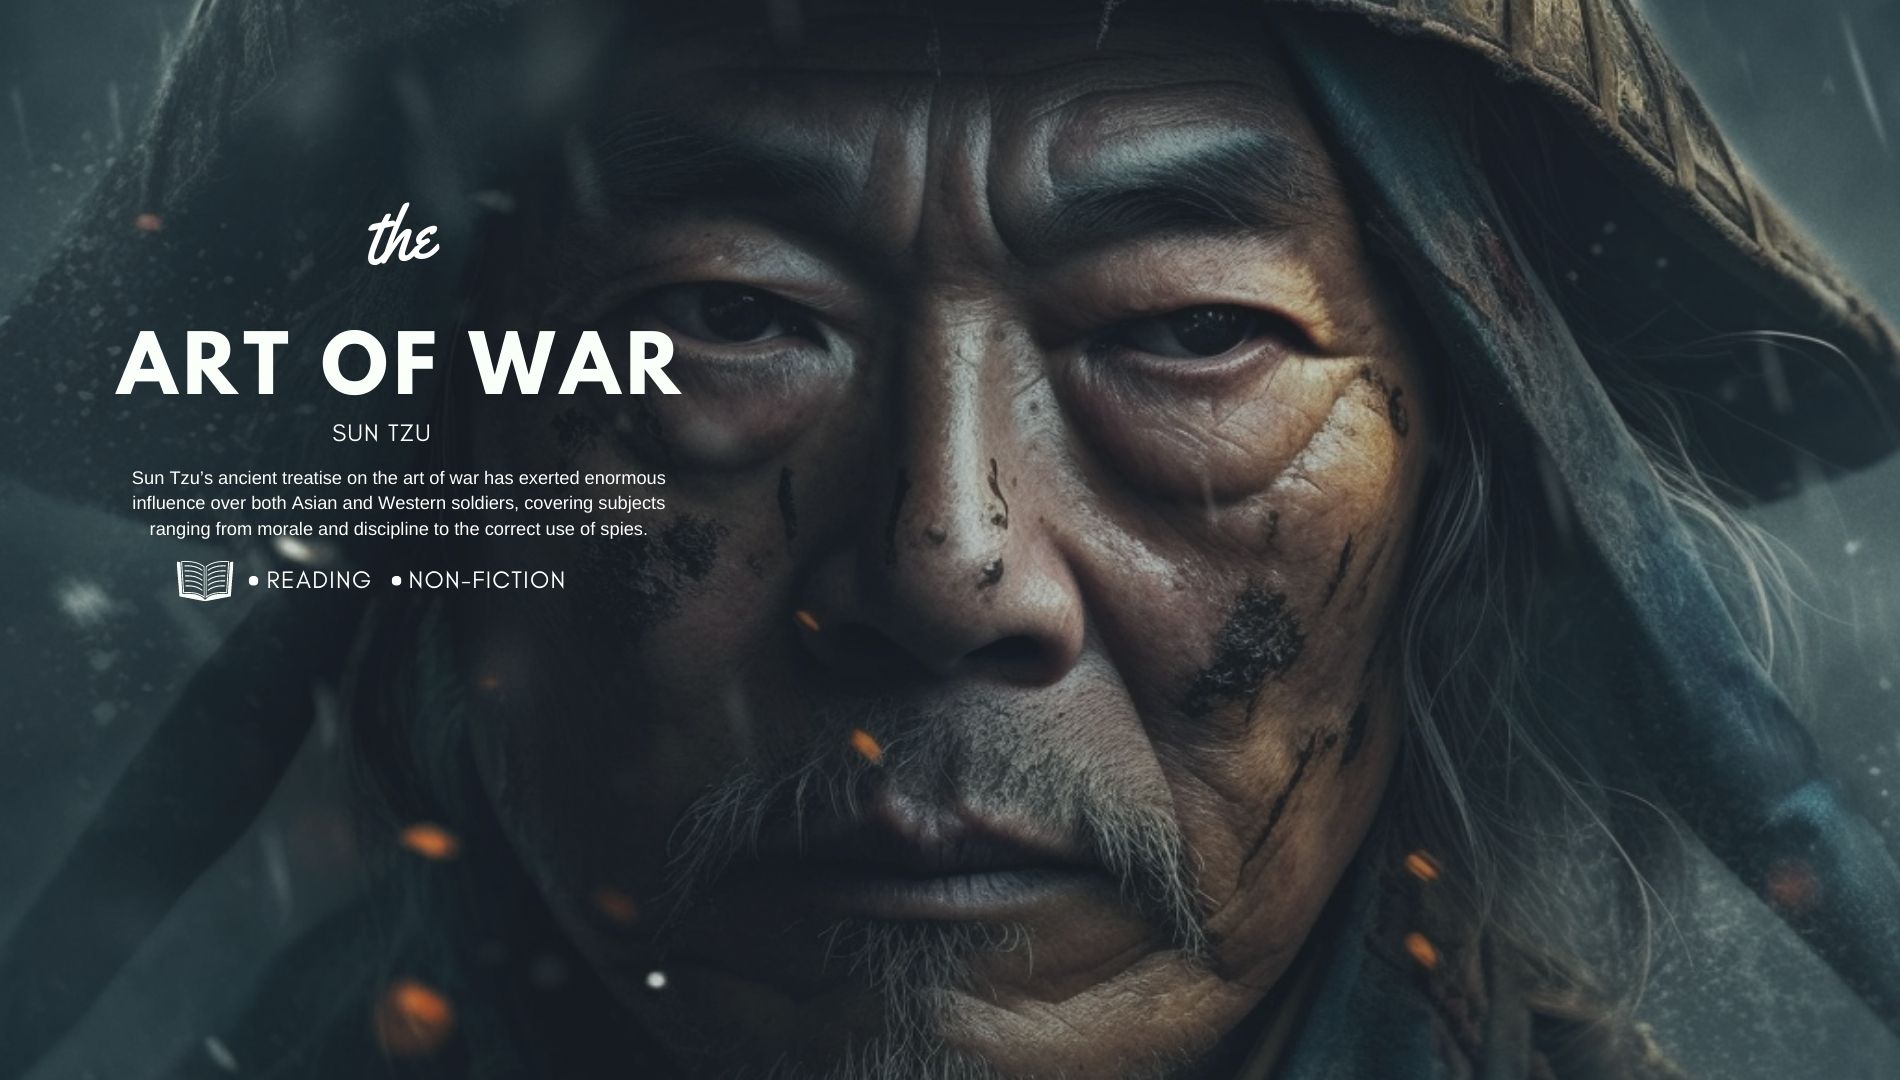 the
ART OF WAR
SUN TZU
Sun Tzu’s ancient treatise on the art of war has exerted enormous
influence over both Asian and Western soldiers, covering subjects
ranging from morale and discipline to the correct use of spies.
• READING • NON-FICTION